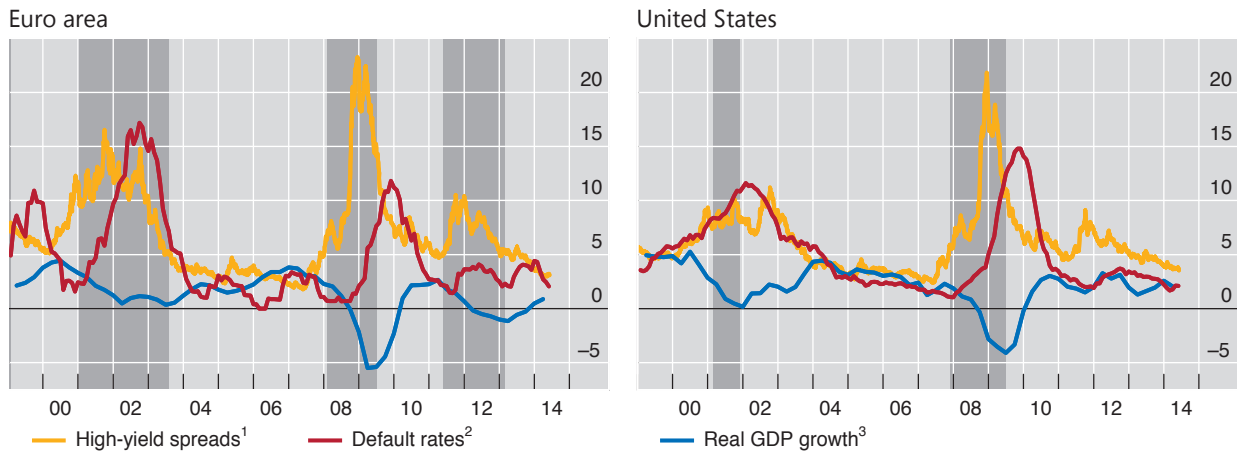 Euro area
United States
20
15
10
5
0
–5
00 02 04 06 08 10 12 14
20
15
10
5
0
–5
00 02 04 06 08 10 12 14
High-yield spreads1 Default rates2 Real GDP growth3